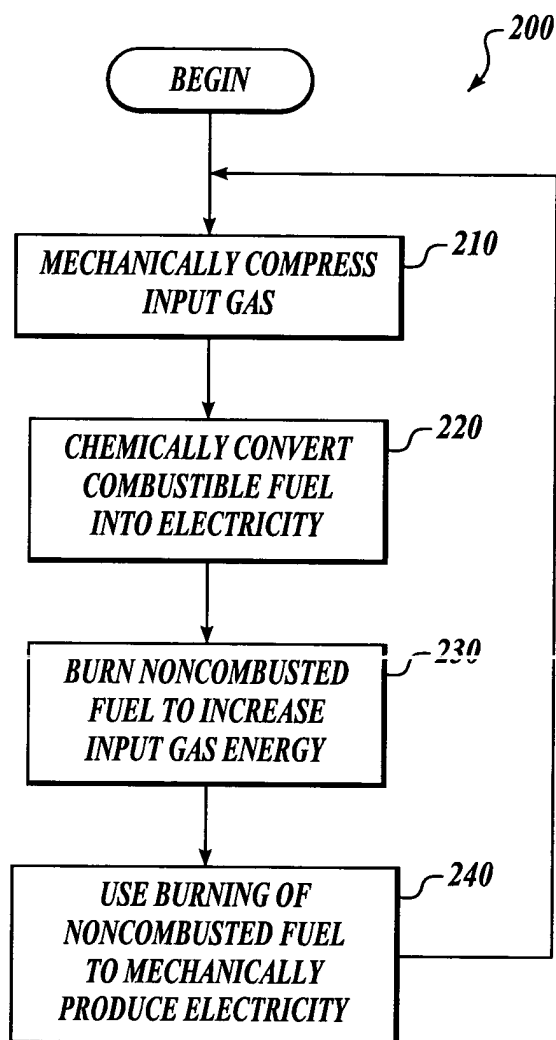 200
BEGIN
210
MECHANICALLY COMPRESS
INPUT GAS
220
CHEMICALLY CONVERT
COMBUSTIBLE FUEL
INTO ELECTRICITY
230
BURN NONCOMBUSTED
FUEL TO INCREASE
INPUT GAS ENERGY
240
USE BURNING OF
NONCOMBUSTED FUEL
TO MECHANICALLY
PRODUCE ELECTRICITY